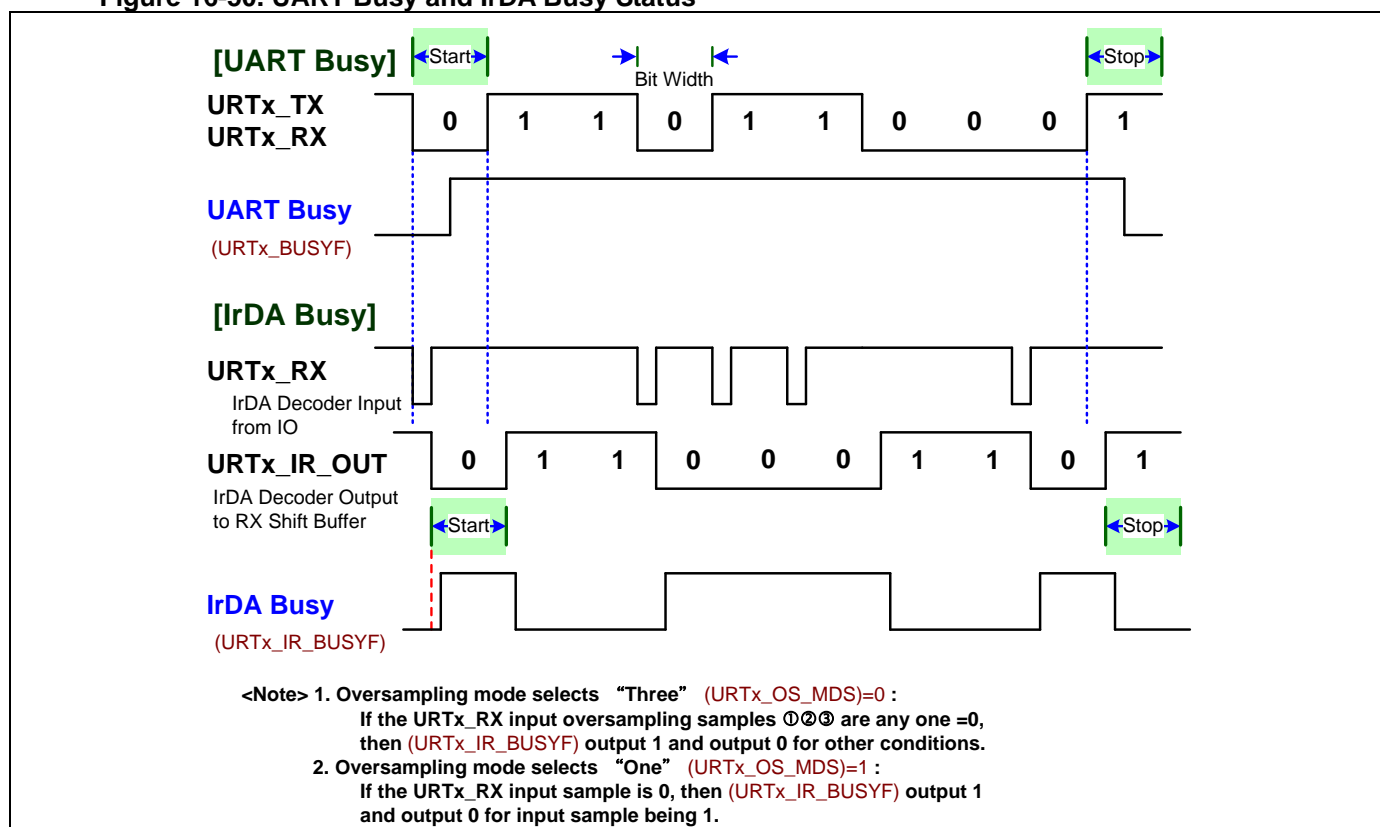 Figure 16-30. UART Busy and IrDA Busy Status
[UART Busy]
Start
Bit Width
Stop
URTx_TX
URTx_RX
0 1 1 0 1 1 0 0 0 1
UART Busy
(URTx_BUSYF)
[IrDA Busy]
URTx_RX
IrDA Decoder Input
from IO
URTx_IR_OUT
0 1 1 0 0 0 1 1 0 1
IrDA Decoder Output
to RX Shift Buffer
Start
Stop
IrDA Busy
(URTx_IR_BUSYF)
<Note> 1. Oversampling mode selects “Three” (URTx_OS_MDS)=0 :
If the URTx_RX input oversampling samples ①②③ are any one =0,
then (URTx_IR_BUSYF) output 1 and output 0 for other conditions.
2. Oversampling mode selects “One” (URTx_OS_MDS)=1 :
If the URTx_RX input sample is 0, then (URTx_IR_BUSYF) output 1
and output 0 for input sample being 1.